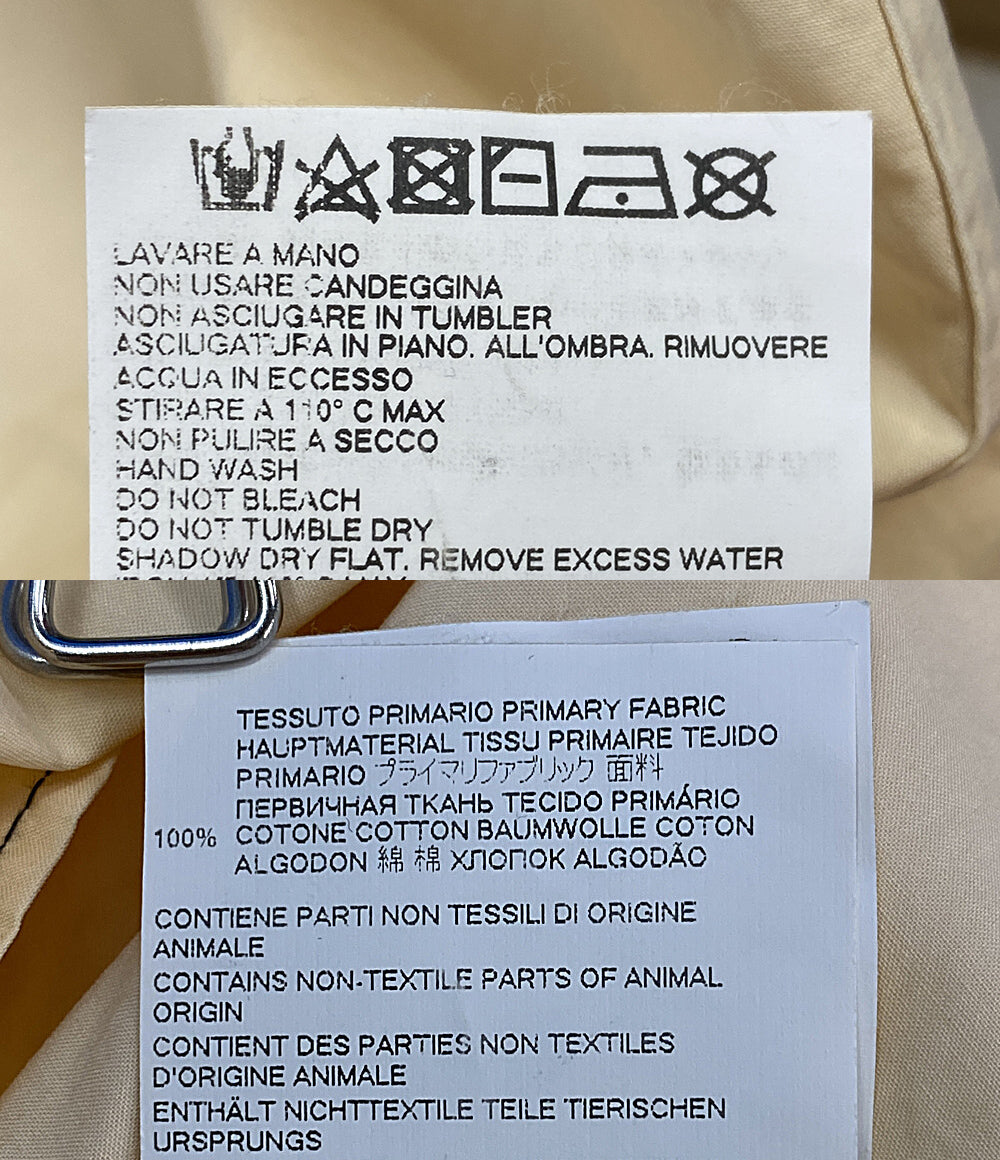 LAVARE A MANO
NON USARE CANDEGGINA
NON ASCIUGARE IN TUMBLER
ASCIUGATURA IN PIANO. ALL'OMBRA. RIMUOVERE
ACQUA IN ECCESSO
STIRARE A 110° C MAX
NON PULIRE A SECCO
HAND WASH
DO NOT BLEACH
DO NOT TUMBLE DRY
SHADOW DRY FLAT. REMOVE EXCESS WATER
TESSUTO PRIMARIO PRIMARY FABRIC
HAUPTMATERIAL TISSU PRIMAIRE TEJIDO
PRIMARIO プライマリファブリック 面料
ПЕРВИЧНАЯ ТКАНЬ TECIDO PRIMÁRIO
100% COTONE COTTON BAUMWOLLE COTON
ALGODON 綿 棉 ХЛОПОК ALGODÃO
CONTIENE PARTI NON TESSILI DI ORIGINE
ANIMALE
CONTAINS NON-TEXTILE PARTS OF ANIMAL
ORIGIN
CONTIENT DES PARTIES NON TEXTILES
D'ORIGINE ANIMALE
ENTHÄLT NICHTTEXTILE TEILE TIERISCHEN
URSPRUNGS